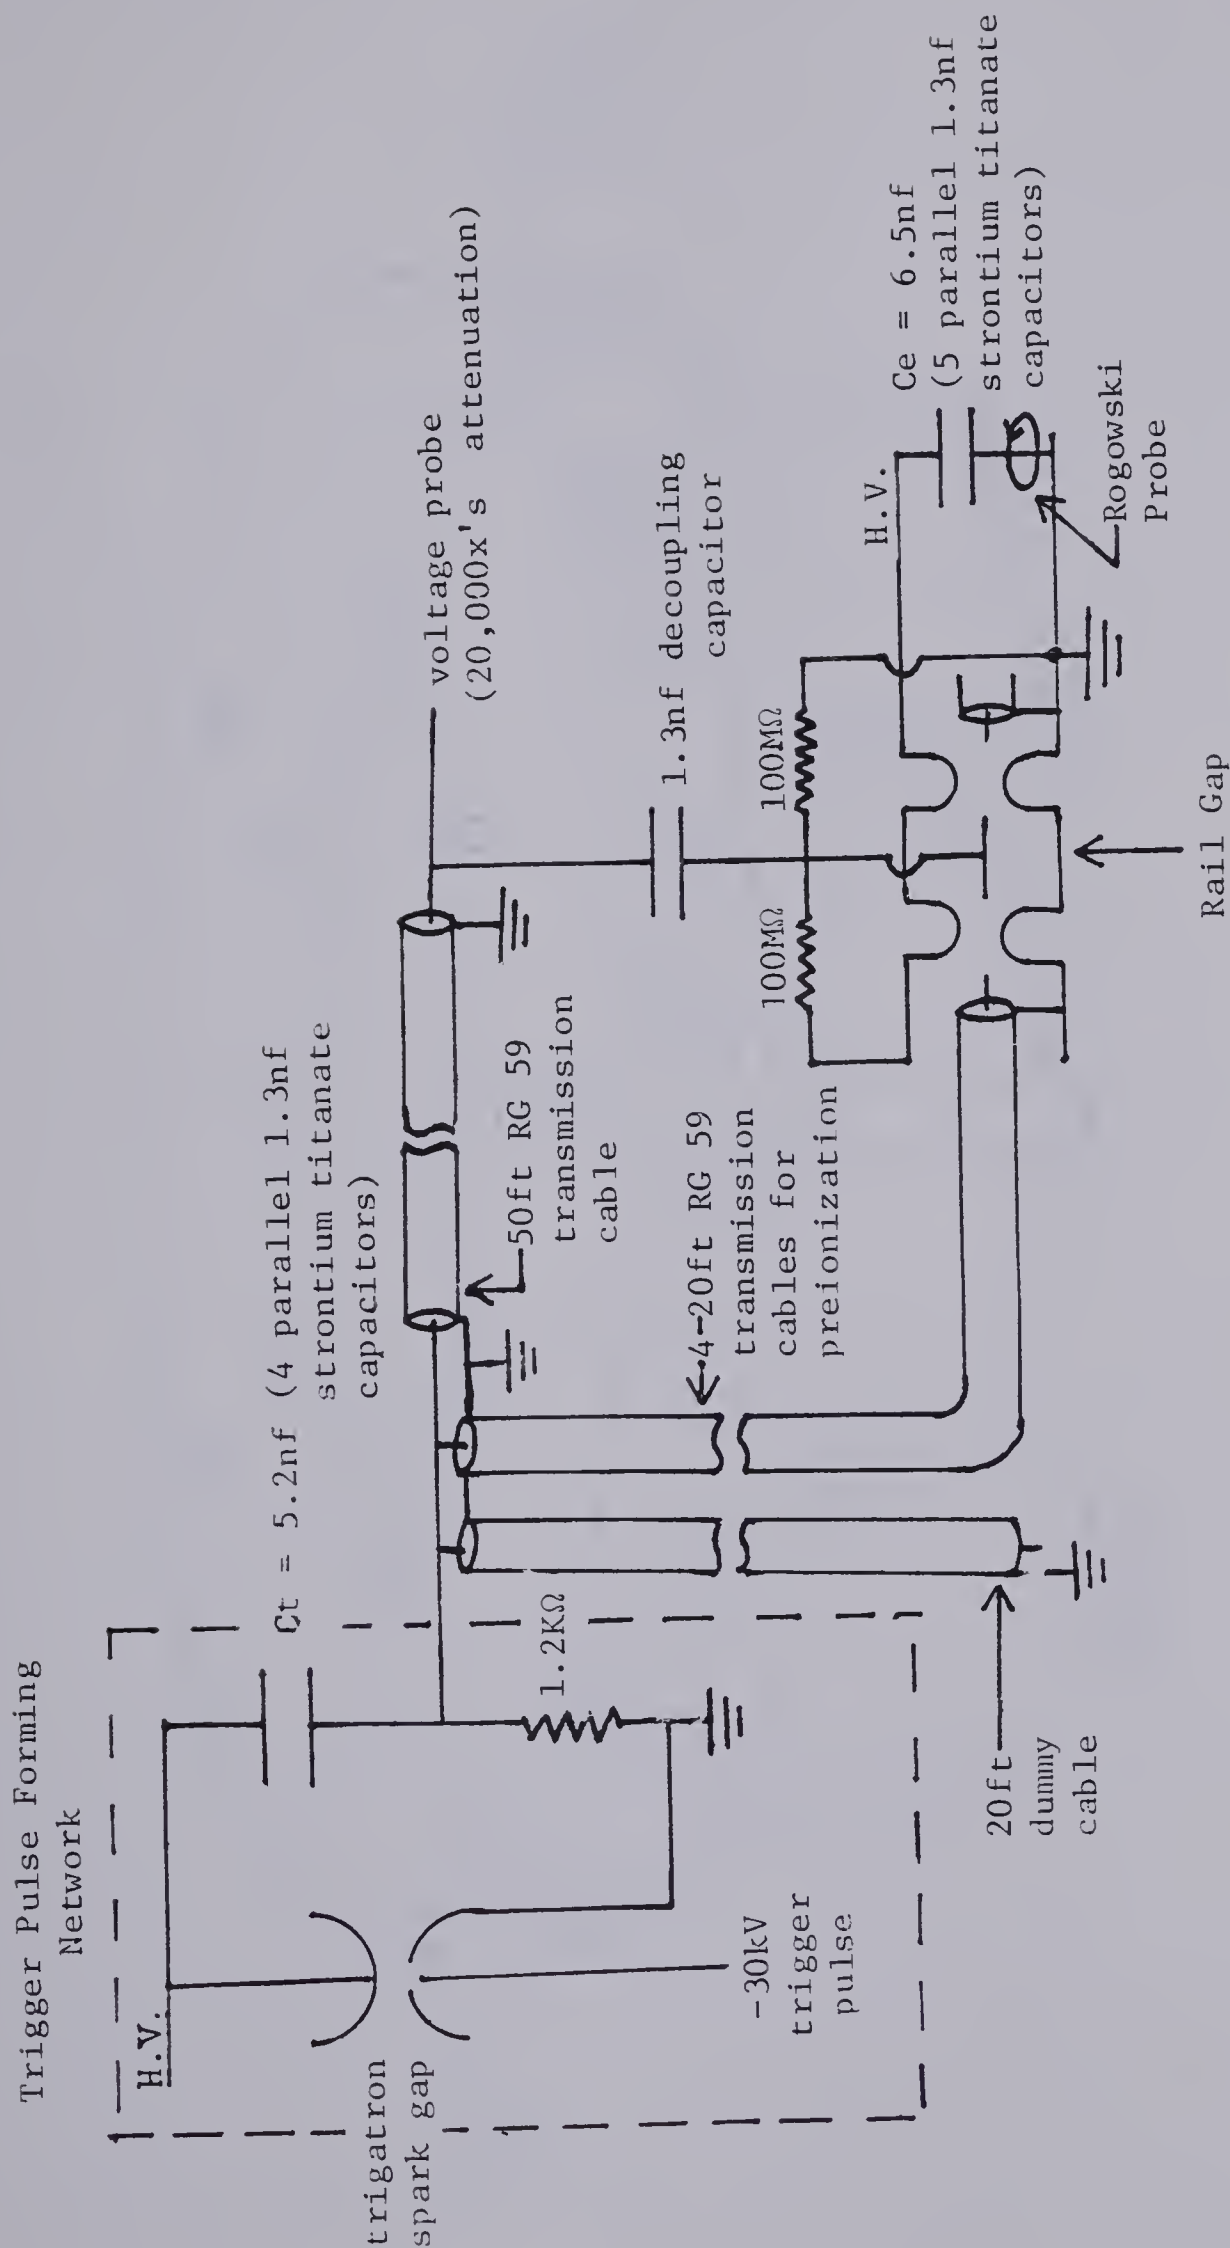 Trigger Pulse Forming
Network
H.V.
trigatron
spark gap
-30kV
trigger
pulse
1.2KΩ
Ct = 5.2nf (4 parallel 1.3nf
strontium titanate
capacitors)
20ft
dummy
cable
50ft RG 59
transmission
cable
4-20ft RG 59
transmission
cables for
preionization
voltage probe
(20,000x's attenuation)
1.3nf decoupling
capacitor
100MΩ
100MΩ
H.V.
Ce = 6.5nf
(5 parallel 1.3nf
strontium titanate
capacitors)
Rogowski
Probe
Rail Gap